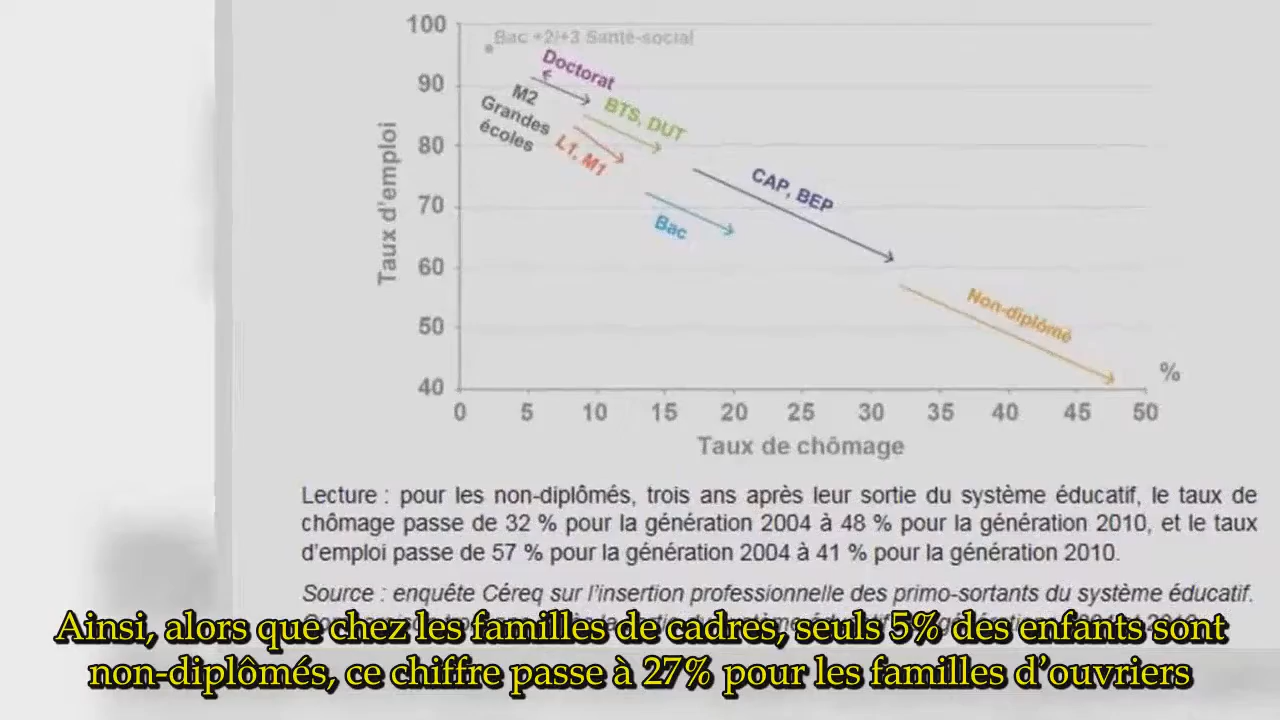 100
Bac +2/+3 Santé-social
Doctorat
90
M2
Grandes
écoles
BTS, DUT
L1, M1
80
CAP, BEP
Taux d'emploi
70
Bac
60
Non-diplômé
50
40
%
0 5 10 15 20 25 30 35 40 45 50
Taux de chômage
Lecture : pour les non-diplômés, trois ans après leur sortie du système éducatif, le taux de
chômage passe de 32 % pour la génération 2004 à 48 % pour la génération 2010, et le taux
d'emploi passe de 57 % pour la génération 2004 à 41 % pour la génération 2010.
Source : enquête Céreq sur l'insertion professionnelle des primo-sortants du système éducatif.
Ainsi, alors que chez les familles de cadres, seuls 5% des enfants sont
non-diplômés, ce chiffre passe à 27% pour les familles d'ouvriers